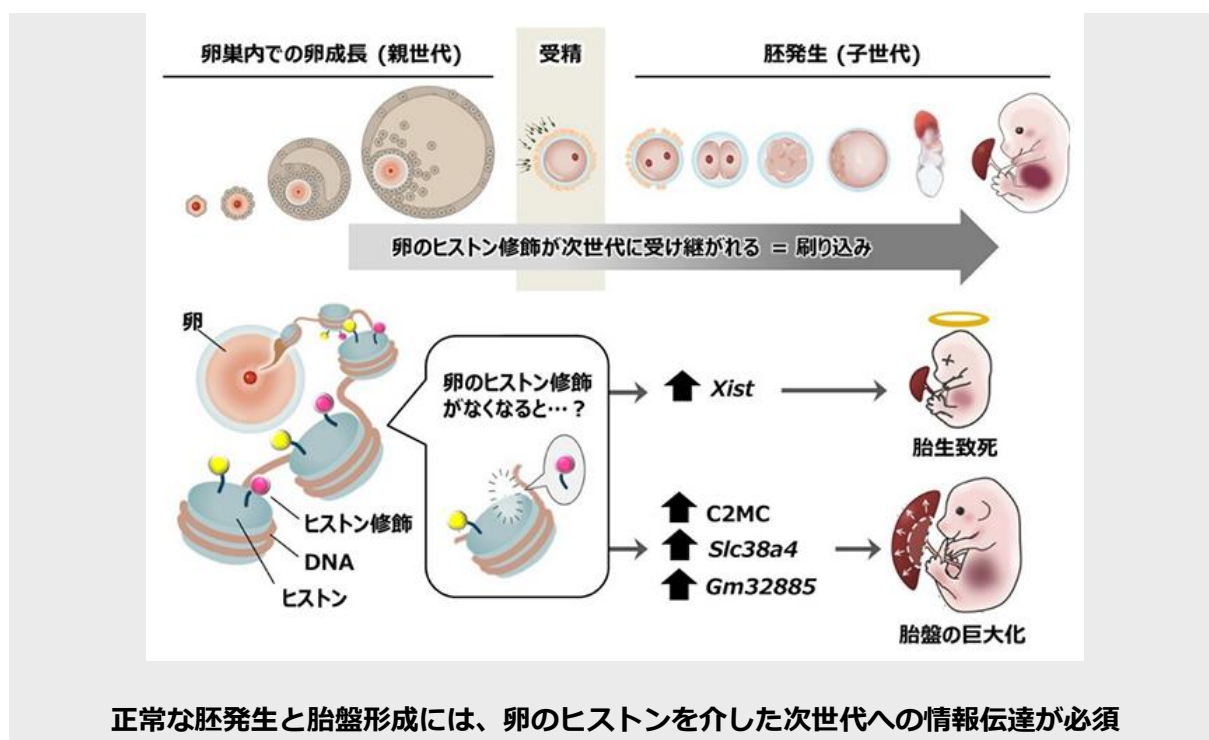 卵巣内での卵成長 (親世代)
受精
胚発生 (子世代)
卵のヒストン修飾が次世代に受け継がれる = 刷り込み
卵
卵のヒストン修飾
がなくなると…?
Xist
胎生致死
ヒストン修飾
DNA
ヒストン
C2MC
Slc38a4
Gm32885
胎盤の巨大化
正常な胚発生と胎盤形成には、卵のヒストンを介した次世代への情報伝達が必須